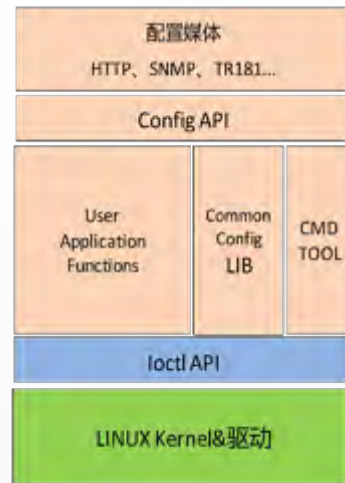 配置媒体
HTTP、SNMP、TR181...
Config API
User
Application
Functions
Common
Config
LIB
CMD
TOOL
Ioctl API
LINUX Kernel&驱动